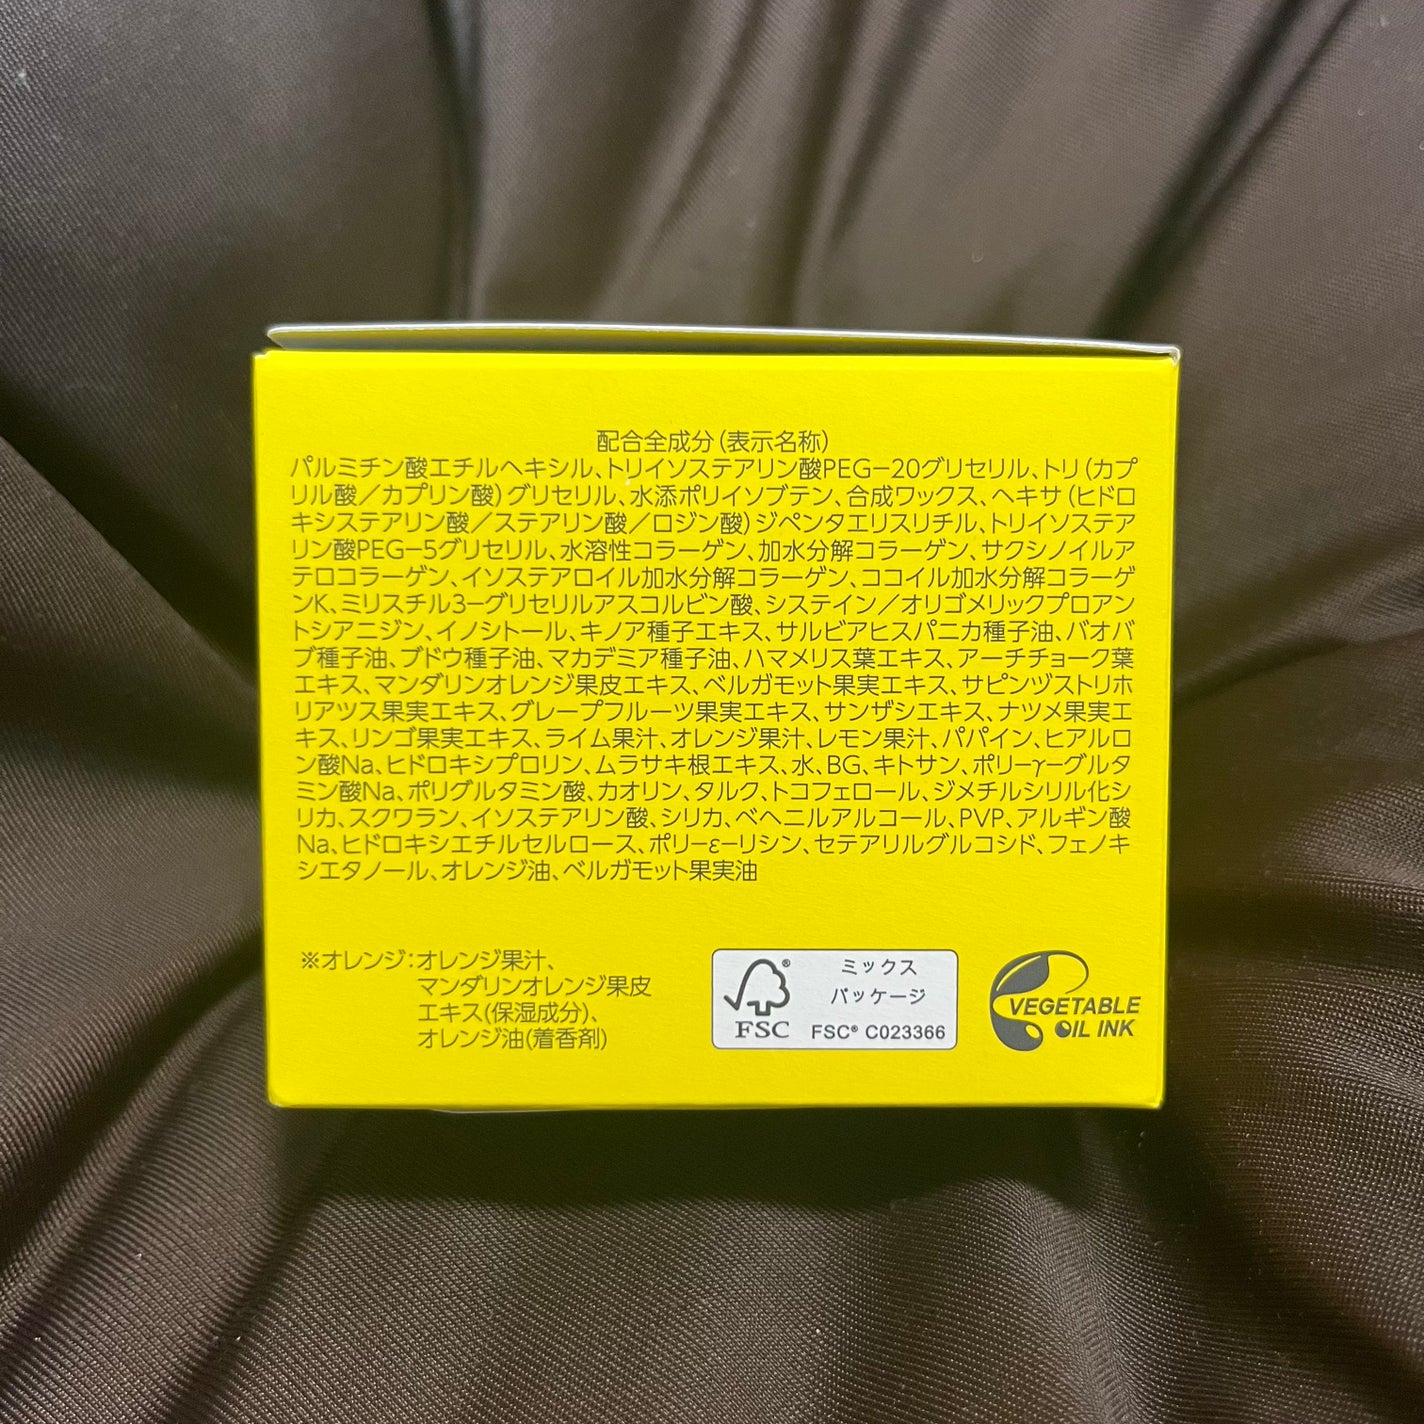 配合全成分（表示名称）
パルミチン酸エチルヘキシル、トリイソステアリン酸PEG−20グリセリル、トリ（カプ
リル酸／カプリン酸）グリセリル、水添ポリイソブテン、合成ワックス、ヘキサ（ヒドロ
キシステアリン酸／ステアリン酸／ロジン酸）ジペンタエリスリチル、トリイソステア
リン酸PEG−5グリセリル、水溶性コラーゲン、加水分解コラーゲン、サクシノイルア
テロコラーゲン、イソステアロイル加水分解コラーゲン、ココイル加水分解コラーゲ
ンK、ミリスチル3−グリセリルアスコルビン酸、システイン／オリゴメリックプロアン
トシアニジン、イノシトール、キノア種子エキス、サルビアヒスパニカ種子油、バオバ
ブ種子油、ブドウ種子油、マカデミア種子油、ハマメリス葉エキス、アーチチョーク葉
エキス、マンダリンオレンジ果皮エキス、ベルガモット果実エキス、サピンヅストリホ
リアツス果実エキス、グレープフルーツ果実エキス、サンザシエキス、ナツメ果実エ
キス、リンゴ果実エキス、ライム果汁、オレンジ果汁、レモン果汁、パパイン、ヒアルロ
ン酸Na、ヒドロキシプロリン、ムラサキ根エキス、水、BG、キトサン、ポリ−γ−グルタ
ミン酸Na、ポリグルタミン酸、カオリン、タルク、トコフェロール、ジメチルシリル化シ
リカ、スクワラン、イソステアリン酸、シリカ、ベヘニルアルコール、PVP、アルギン酸
Na、ヒドロキシエチルセルロース、ポリ−ε−リシン、セテアリルグルコシド、フェノキ
シエタノール、オレンジ油、ベルガモット果実油
※オレンジ：オレンジ果汁、
マンダリンオレンジ果皮
エキス(保湿成分)、
オレンジ油(着香剤)
FSC
ミックス
パッケージ
FSC® C023366
VEGETABLE
OIL INK